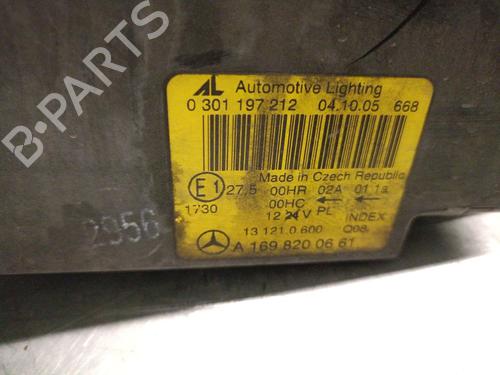 B-PARTS
AL Automotive Lighting
0 301 197 212 04.10.05 668
Made in Czech Republic
E1 27.5 00HR 02A 01 1a
1730 00HC
12 24V PL INDEX
13 121 0 600 Q08
A 169 820 06 61
2956